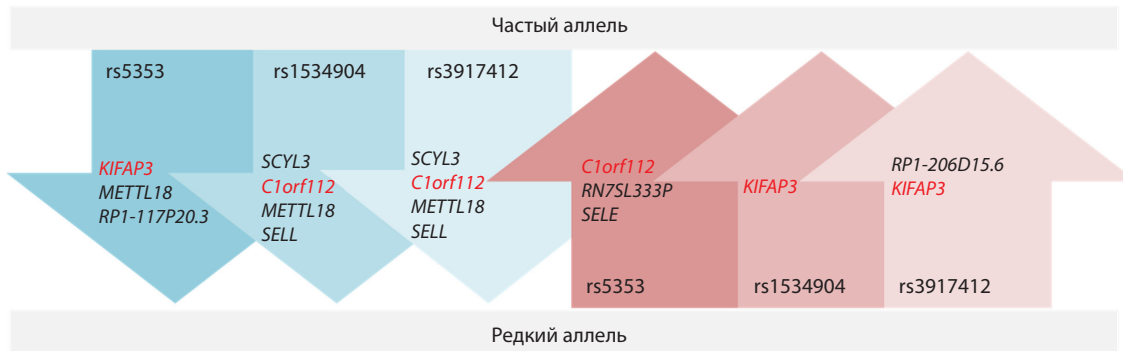 Частый аллель
rs5353
rs1534904
rs3917412
KIFAP3
METTL18
RP1-117P20.3
SCYL3
C1orf112
METTL18
SELL
SCYL3
C1orf112
METTL18
SELL
C1orf112
RN7SL333P
SELE
KIFAP3
RP1-206D15.6
KIFAP3
rs5353
rs1534904
rs3917412
Редкий аллель